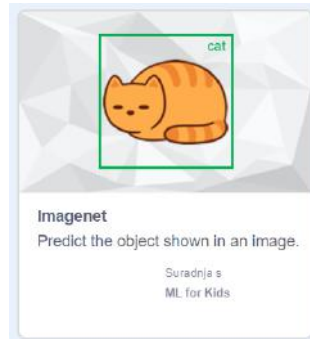 cat
Imagenet
Predict the object shown in an image.
Suradnja s
ML for Kids